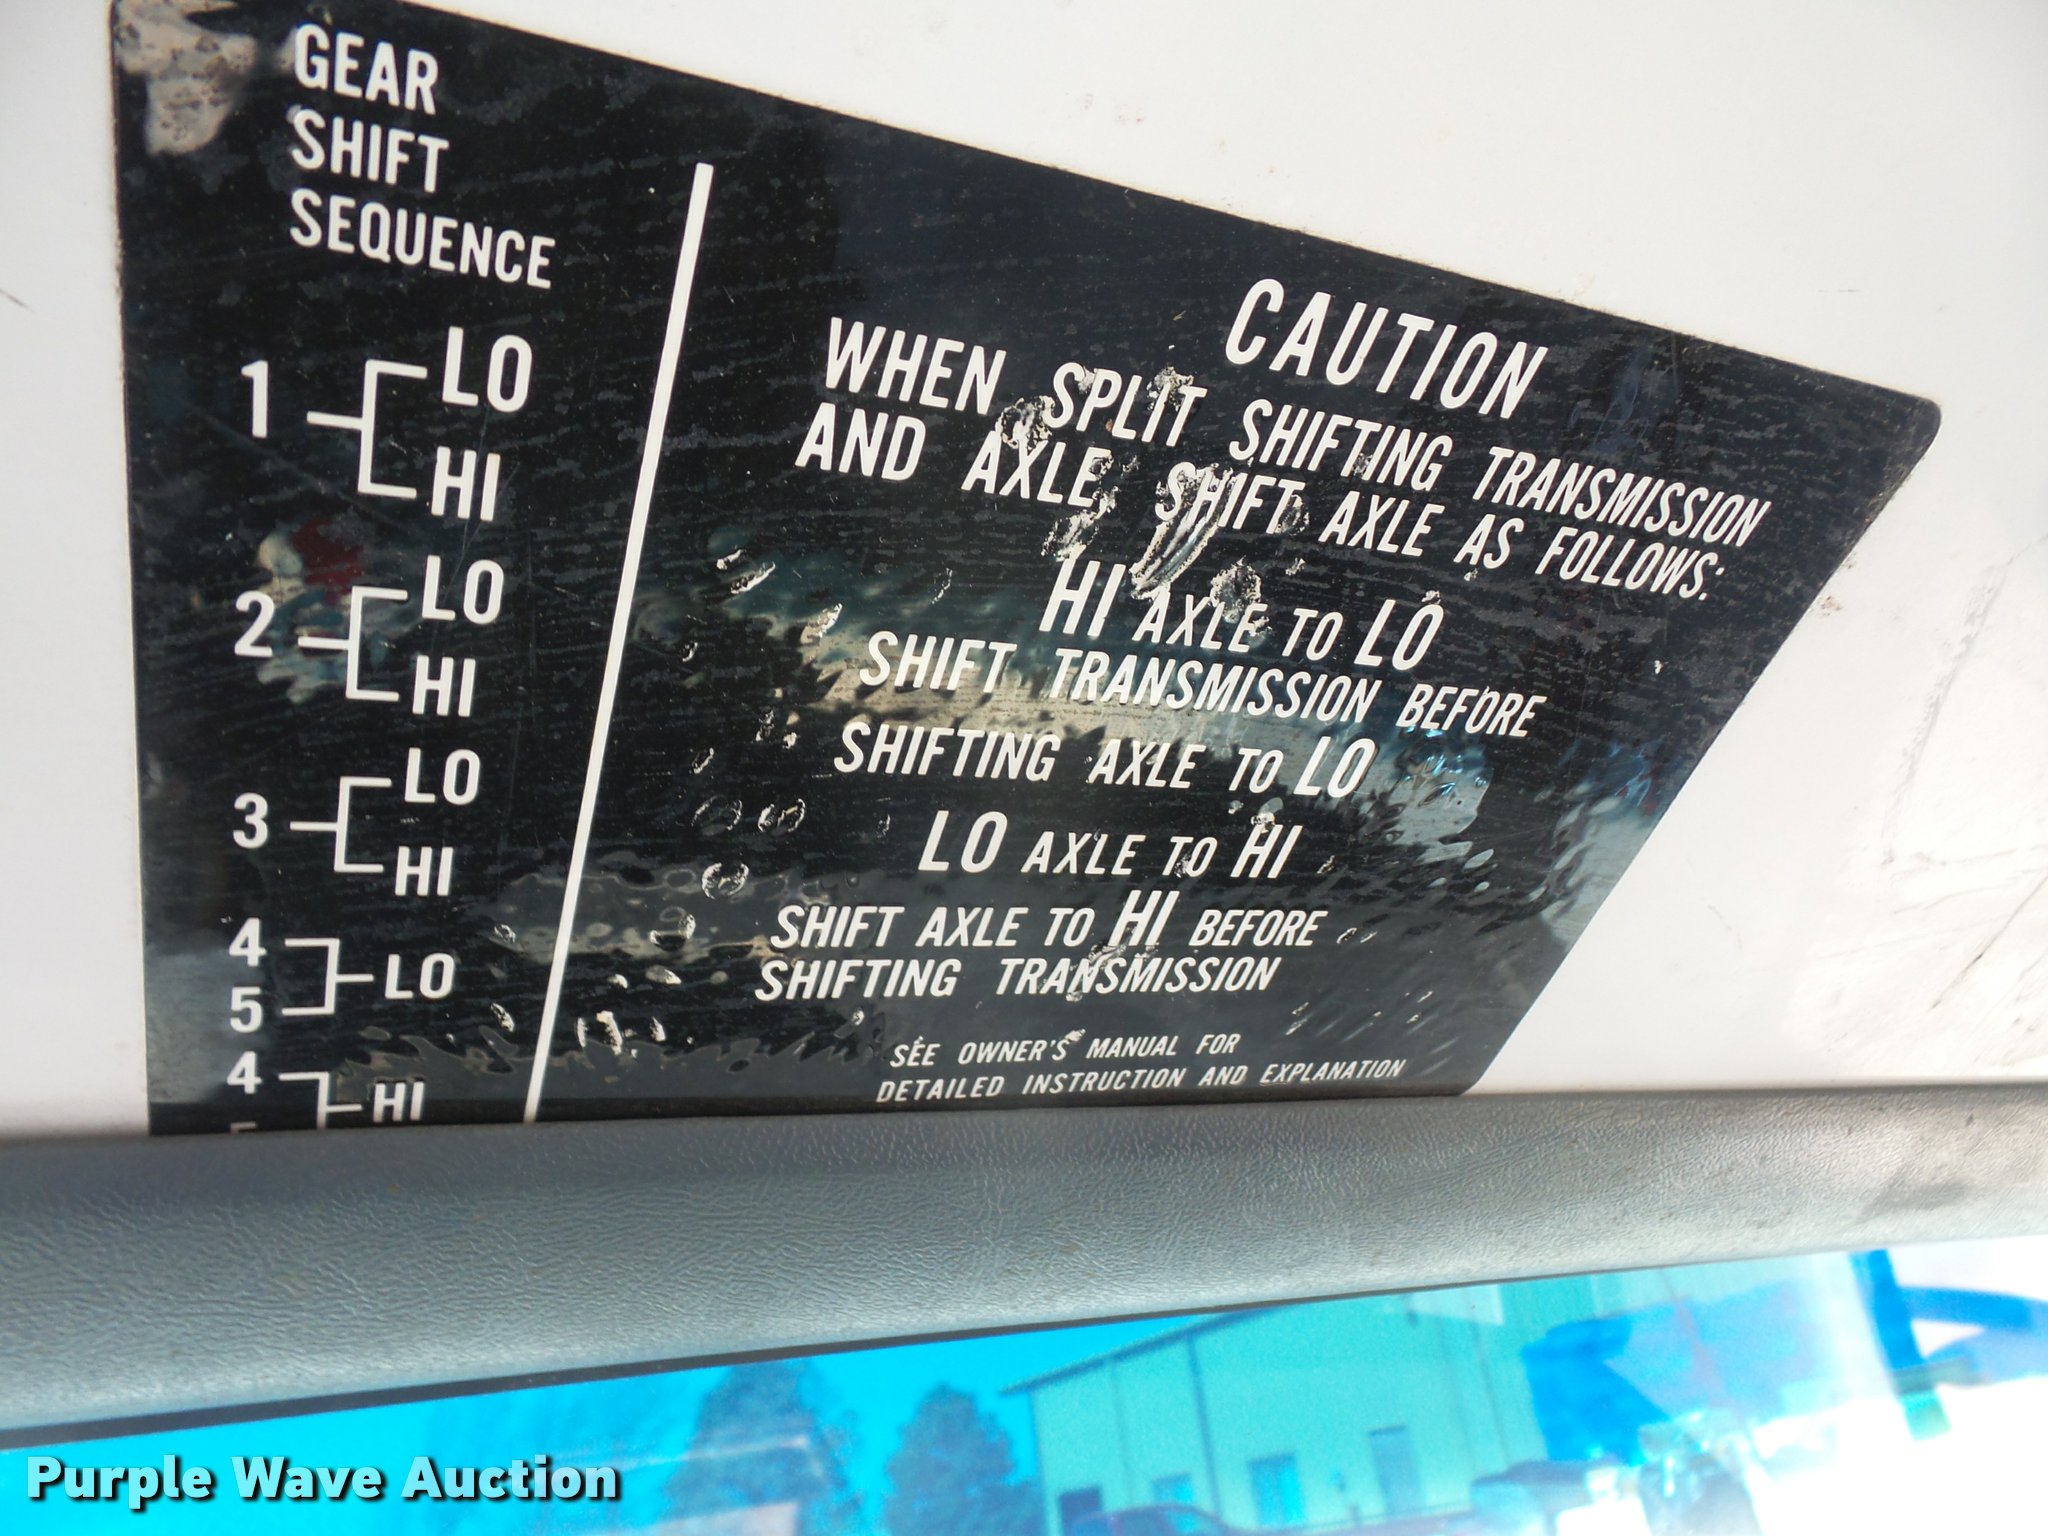 GEAR
SHIFT
SEQUENCE
1 LO
HI
2 LO
HI
3 LO
HI
4
5 LO
4
HI
CAUTION
WHEN SPLIT SHIFTING TRANSMISSION
AND AXLE SHIFT AXLE AS FOLLOWS:
HI AXLE TO LO
SHIFT TRANSMISSION BEFORE
SHIFTING AXLE TO LO
LO AXLE TO HI
SHIFT AXLE TO HI BEFORE
SHIFTING TRANSMISSION
SEE OWNER'S MANUAL FOR
DETAILED INSTRUCTION AND EXPLANATION
Purple Wave Auction